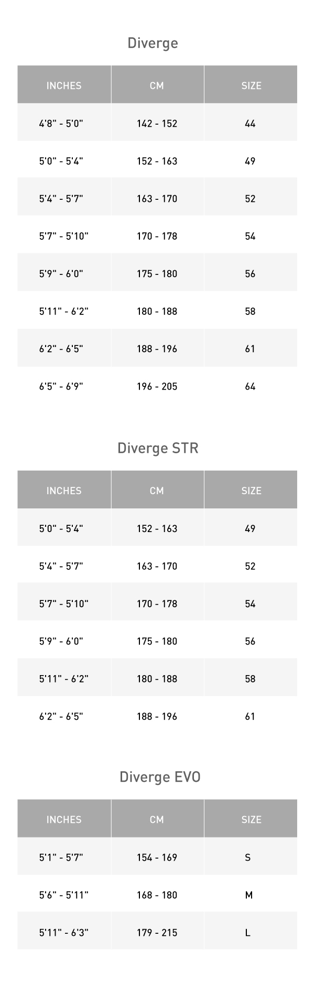 Diverge
INCHES CM SIZE
4'8" - 5'0" 142 - 152 44
5'0" - 5'4" 152 - 163 49
5'4" - 5'7" 163 - 170 52
5'7" - 5'10" 170 - 178 54
5'9" - 6'0" 175 - 180 56
5'11" - 6'2" 180 - 188 58
6'2" - 6'5" 188 - 196 61
6'5" - 6'9" 196 - 205 64
Diverge STR
INCHES CM SIZE
5'0" - 5'4" 152 - 163 49
5'4" - 5'7" 163 - 170 52
5'7" - 5'10" 170 - 178 54
5'9" - 6'0" 175 - 180 56
5'11" - 6'2" 180 - 188 58
6'2" - 6'5" 188 - 196 61
Diverge EVO
INCHES CM SIZE
5'1" - 5'7" 154 - 169 S
5'6" - 5'11" 168 - 180 M
5'11" - 6'3" 179 - 215 L